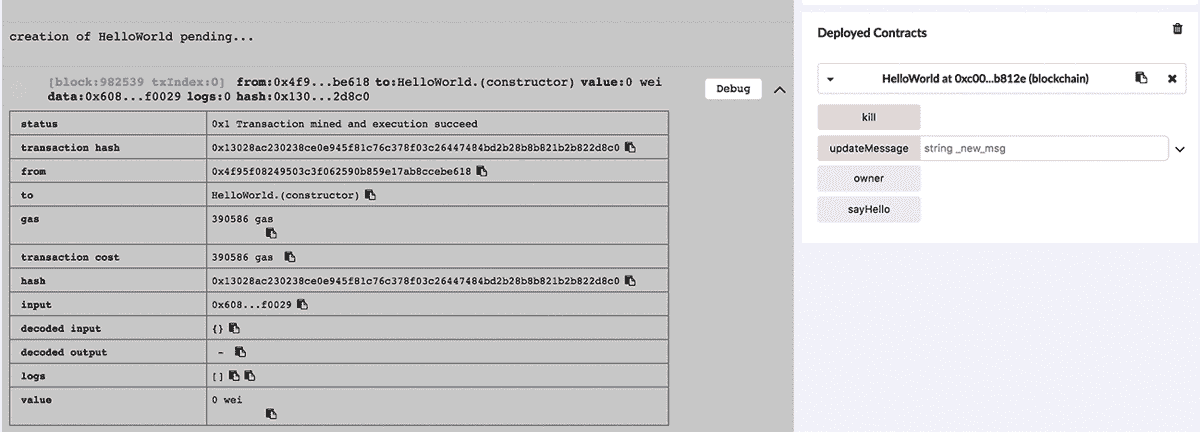 creation of HelloWorld pending...
[block:982539 txIndex:0] from:0x4f9...be618 to:HelloWorld.(constructor) value:0 wei
data:0x608...f0029 logs:0 hash:0x130...2d8c0
Debug
status 0x1 Transaction mined and execution succeed
transaction hash 0x13028ac230238ce0e945f81c76c378f03c26447484bd2b28b8b821b2b822d8c0
from 0x4f95f08249503c3f062590b859e17ab8ccebe618
to HelloWorld.(constructor)
gas 390586 gas
transaction cost 390586 gas
hash 0x13028ac230238ce0e945f81c76c378f03c26447484bd2b28b8b821b2b822d8c0
input 0x608...f0029
decoded input {}
decoded output -
logs []
value 0 wei
Deployed Contracts
HelloWorld at 0xc00...b812e (blockchain)
kill
updateMessage string _new_msg
owner
sayHello